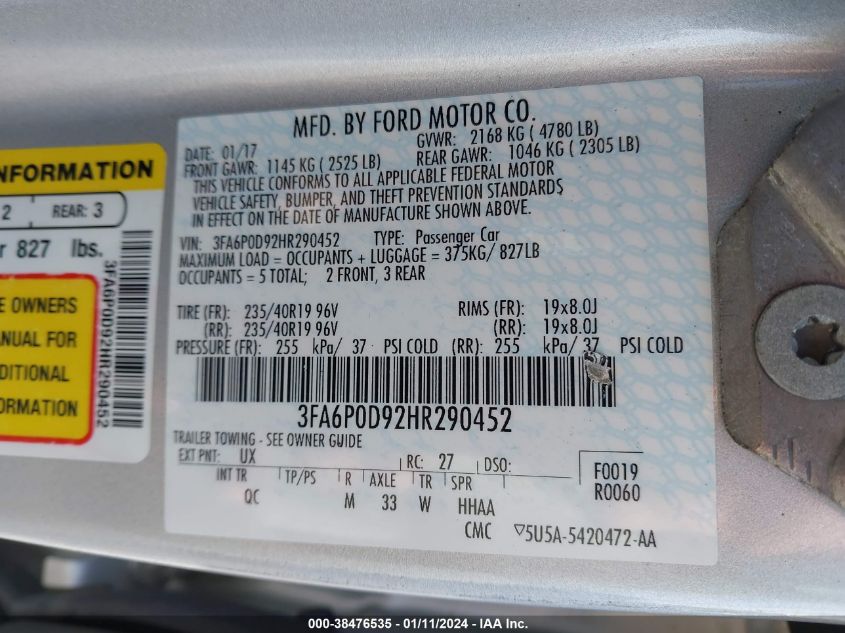 MFD. BY FORD MOTOR CO.
DATE: 01/17
GVWR: 2168 KG ( 4780 LB)
FRONT GAWR: 1145 KG ( 2525 LB)
REAR GAWR: 1046 KG ( 2305 LB)
THIS VEHICLE CONFORMS TO ALL APPLICABLE FEDERAL MOTOR
VEHICLE SAFETY, BUMPER, AND THEFT PREVENTION STANDARDS
IN EFFECT ON THE DATE OF MANUFACTURE SHOWN ABOVE.
VIN: 3FA6P0D92HR290452 TYPE: Passenger Car
MAXIMUM LOAD = OCCUPANTS + LUGGAGE = 375KG/ 827LB
OCCUPANTS = 5 TOTAL; 2 FRONT, 3 REAR
TIRE (FR): 235/40R19 96V RIMS (FR): 19x8.0J
(RR): 235/40R19 96V (RR): 19x8.0J
PRESSURE (FR): 255 kPa/ 37 PSI COLD (RR): 255 kPa/ 37 PSI COLD
3FA6P0D92HR290452
TRAILER TOWING - SEE OWNER GUIDE
EXT PNT: UX RC: 27 DSO:
INT TR TP/PS R AXLE TR SPR
QC M 33 W HHAA
CMC ▽5U5A-5420472-AA
F0019
R0060
NFORMATION
2 REAR: 3
r 827 lbs.
E OWNERS
ANUAL FOR
DDITIONAL
ORMATION
3FA6P0D92HR290452
000-38476535 - 01/11/2024 - IAA Inc.